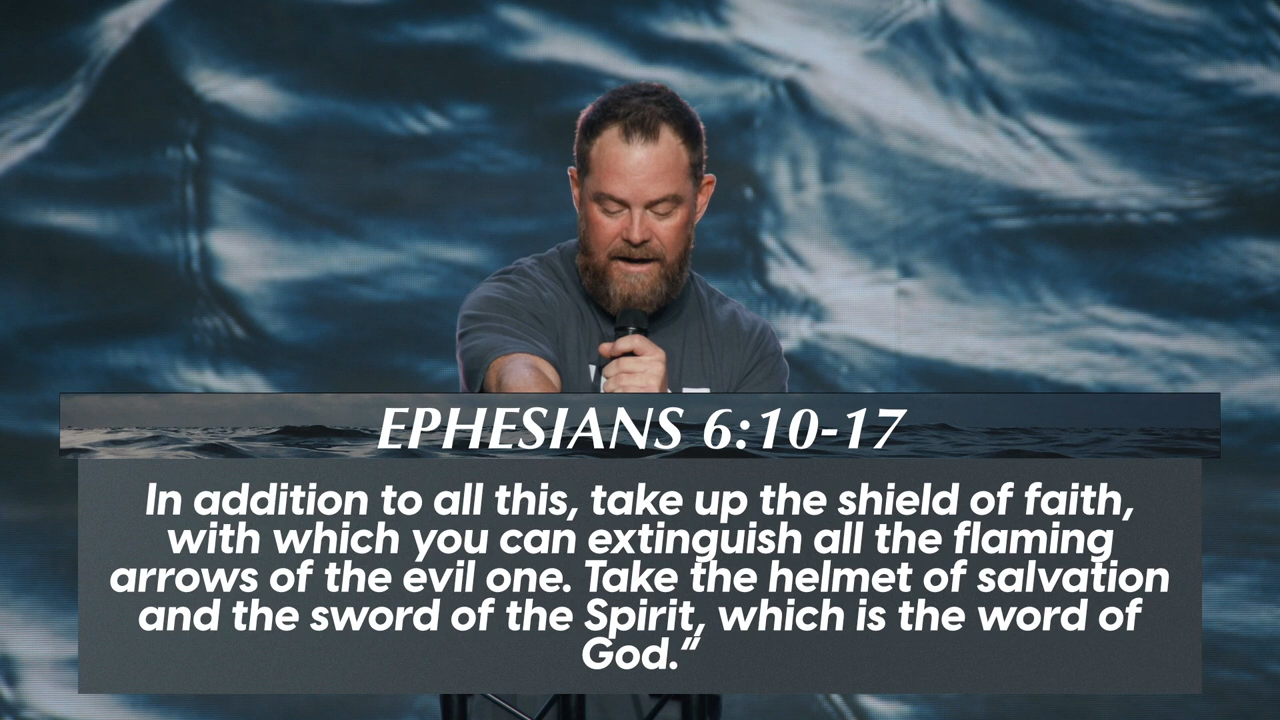 EPHESIANS 6:10-17
In addition to all this, take up the shield of faith,
with which you can extinguish all the flaming
arrows of the evil one. Take the helmet of salvation
and the sword of the Spirit, which is the word of
God.“